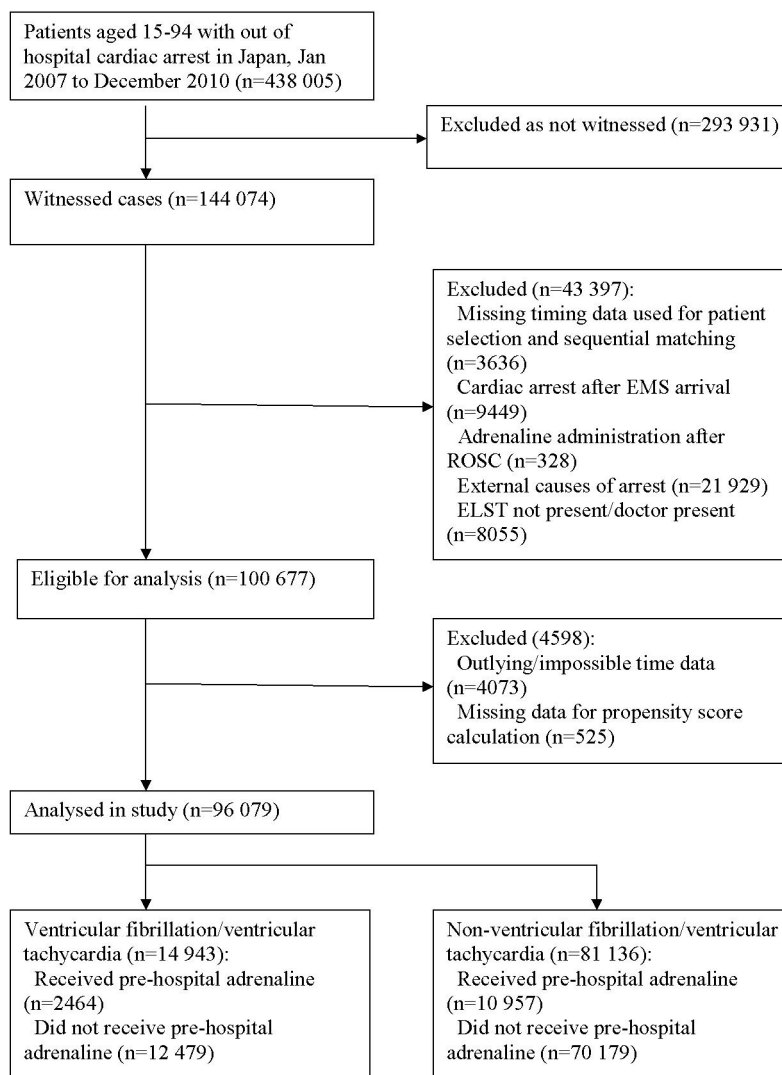 Patients aged 15-94 with out of
hospital cardiac arrest in Japan, Jan
2007 to December 2010 (n=438 005)
Excluded as not witnessed (n=293 931)
Witnessed cases (n=144 074)
Excluded (n=43 397):
Missing timing data used for patient
selection and sequential matching
(n=3636)
Cardiac arrest after EMS arrival
(n=9449)
Adrenaline administration after
ROSC (n=328)
External causes of arrest (n=21 929)
ELST not present/doctor present
(n=8055)
Eligible for analysis (n=100 677)
Excluded (4598):
Outlying/impossible time data
(n=4073)
Missing data for propensity score
calculation (n=525)
Analysed in study (n=96 079)
Ventricular fibrillation/ventricular
tachycardia (n=14 943):
Received pre-hospital adrenaline
(n=2464)
Did not receive pre-hospital
adrenaline (n=12 479)
Non-ventricular fibrillation/ventricular
tachycardia (n=81 136):
Received pre-hospital adrenaline
(n=10 957)
Did not receive pre-hospital
adrenaline (n=70 179)